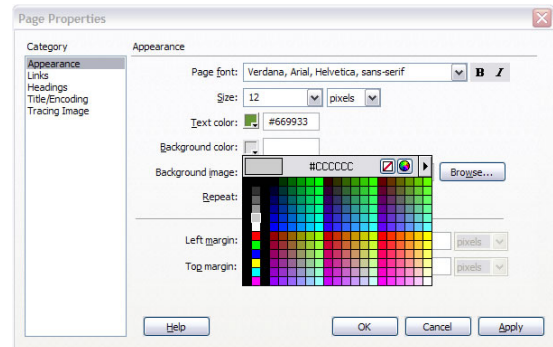 Page Properties
Category
Appearance
Links
Headings
Title/Encoding
Tracing Image
Appearance
Page font: Verdana, Arial, Helvetica, sans-serif B I
Size: 12 pixels
Text color: #669933
Background color:
#CCCCCC
Background image: Browse...
Repeat:
Left margin: pixels
Top margin: pixels
Help OK Cancel Apply